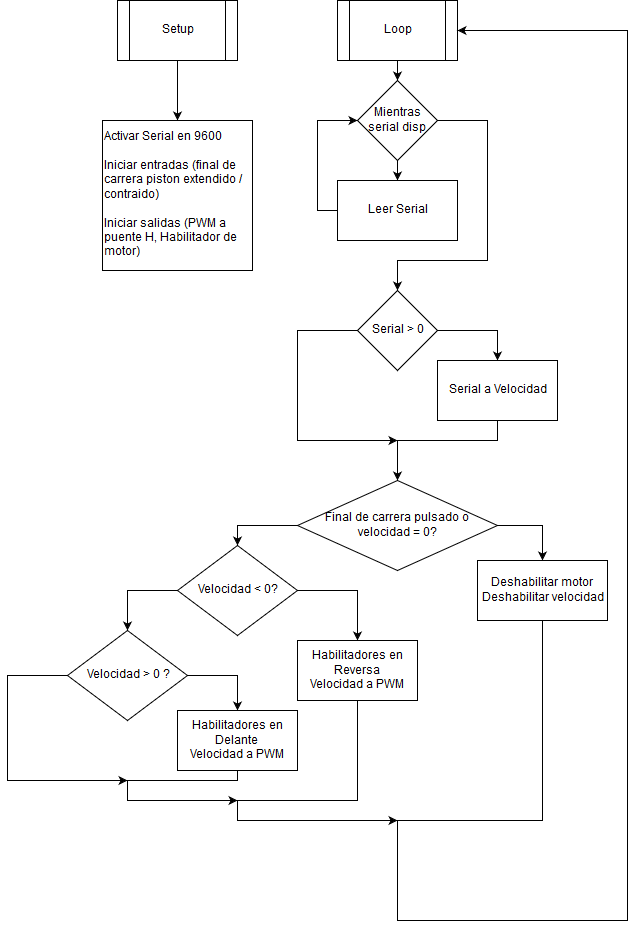 Setup
Loop
Activar Serial en 9600
Iniciar entradas (final de
carrera piston extendido /
contraido)
Iniciar salidas (PWM a
puente H, Habilitador de
motor)
Mientras
serial disp
Leer Serial
Serial > 0
Serial a Velocidad
Final de carrera pulsado o
velocidad = 0?
Velocidad < 0?
Deshabilitar motor
Deshabilitar velocidad
Velocidad > 0 ?
Habilitadores en
Reversa
Velocidad a PWM
Habilitadores en
Delante
Velocidad a PWM